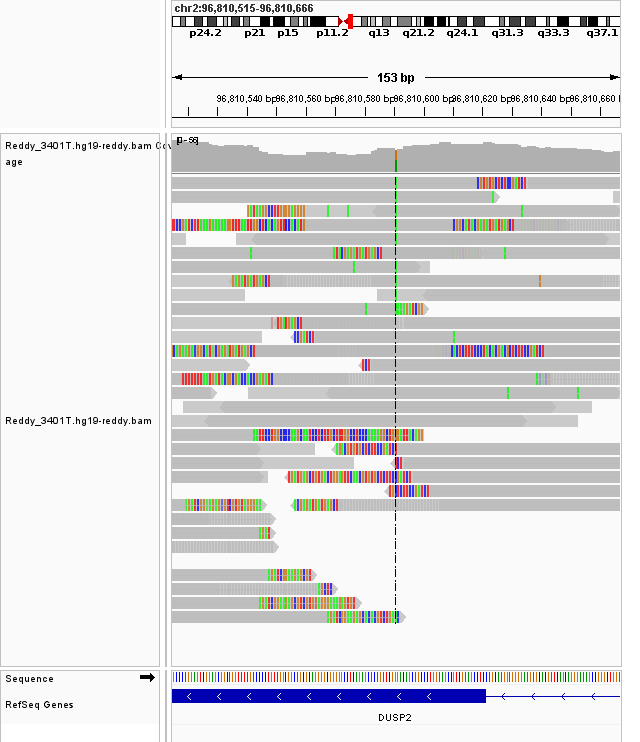 chr2:96,810,515-96,810,666
p24.2 p21 p15 p11.2 q13 q21.2 q24.1 q31.3 q33.3 q37.1
153 bp
96,810,540 bp 96,810,560 bp 96,810,580 bp 96,810,600 bp 96,810,620 bp 96,810,640 bp 96,810,660 b
Reddy_3401T.hg19-reddy.bam Cov
age
Reddy_3401T.hg19-reddy.bam
Sequence
RefSeq Genes
DUSP2